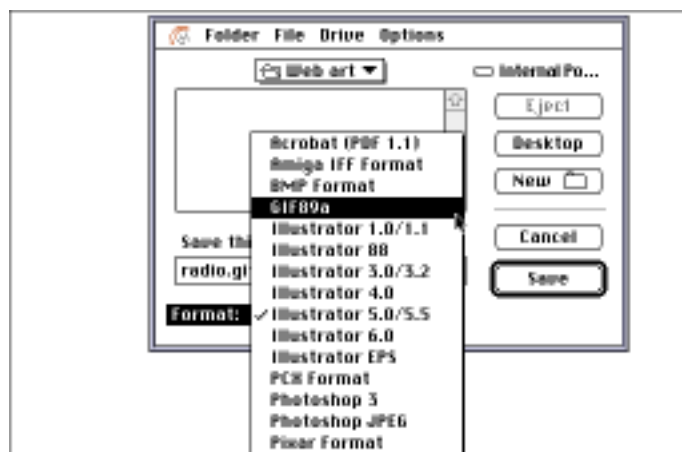 Folder File Drive Options
Web art
Internal Po...
Eject
Desktop
New
Save thi
Cancel
radio.gi
Save
Format:
Acrobat (PDF 1.1)
Amiga IFF Format
BMP Format
GIF89a
Illustrator 1.0/1.1
Illustrator 88
Illustrator 3.0/3.2
Illustrator 4.0
✓Illustrator 5.0/5.5
Illustrator 6.0
Illustrator EPS
PCX Format
Photoshop 3
Photoshop JPEG
Pixar Format